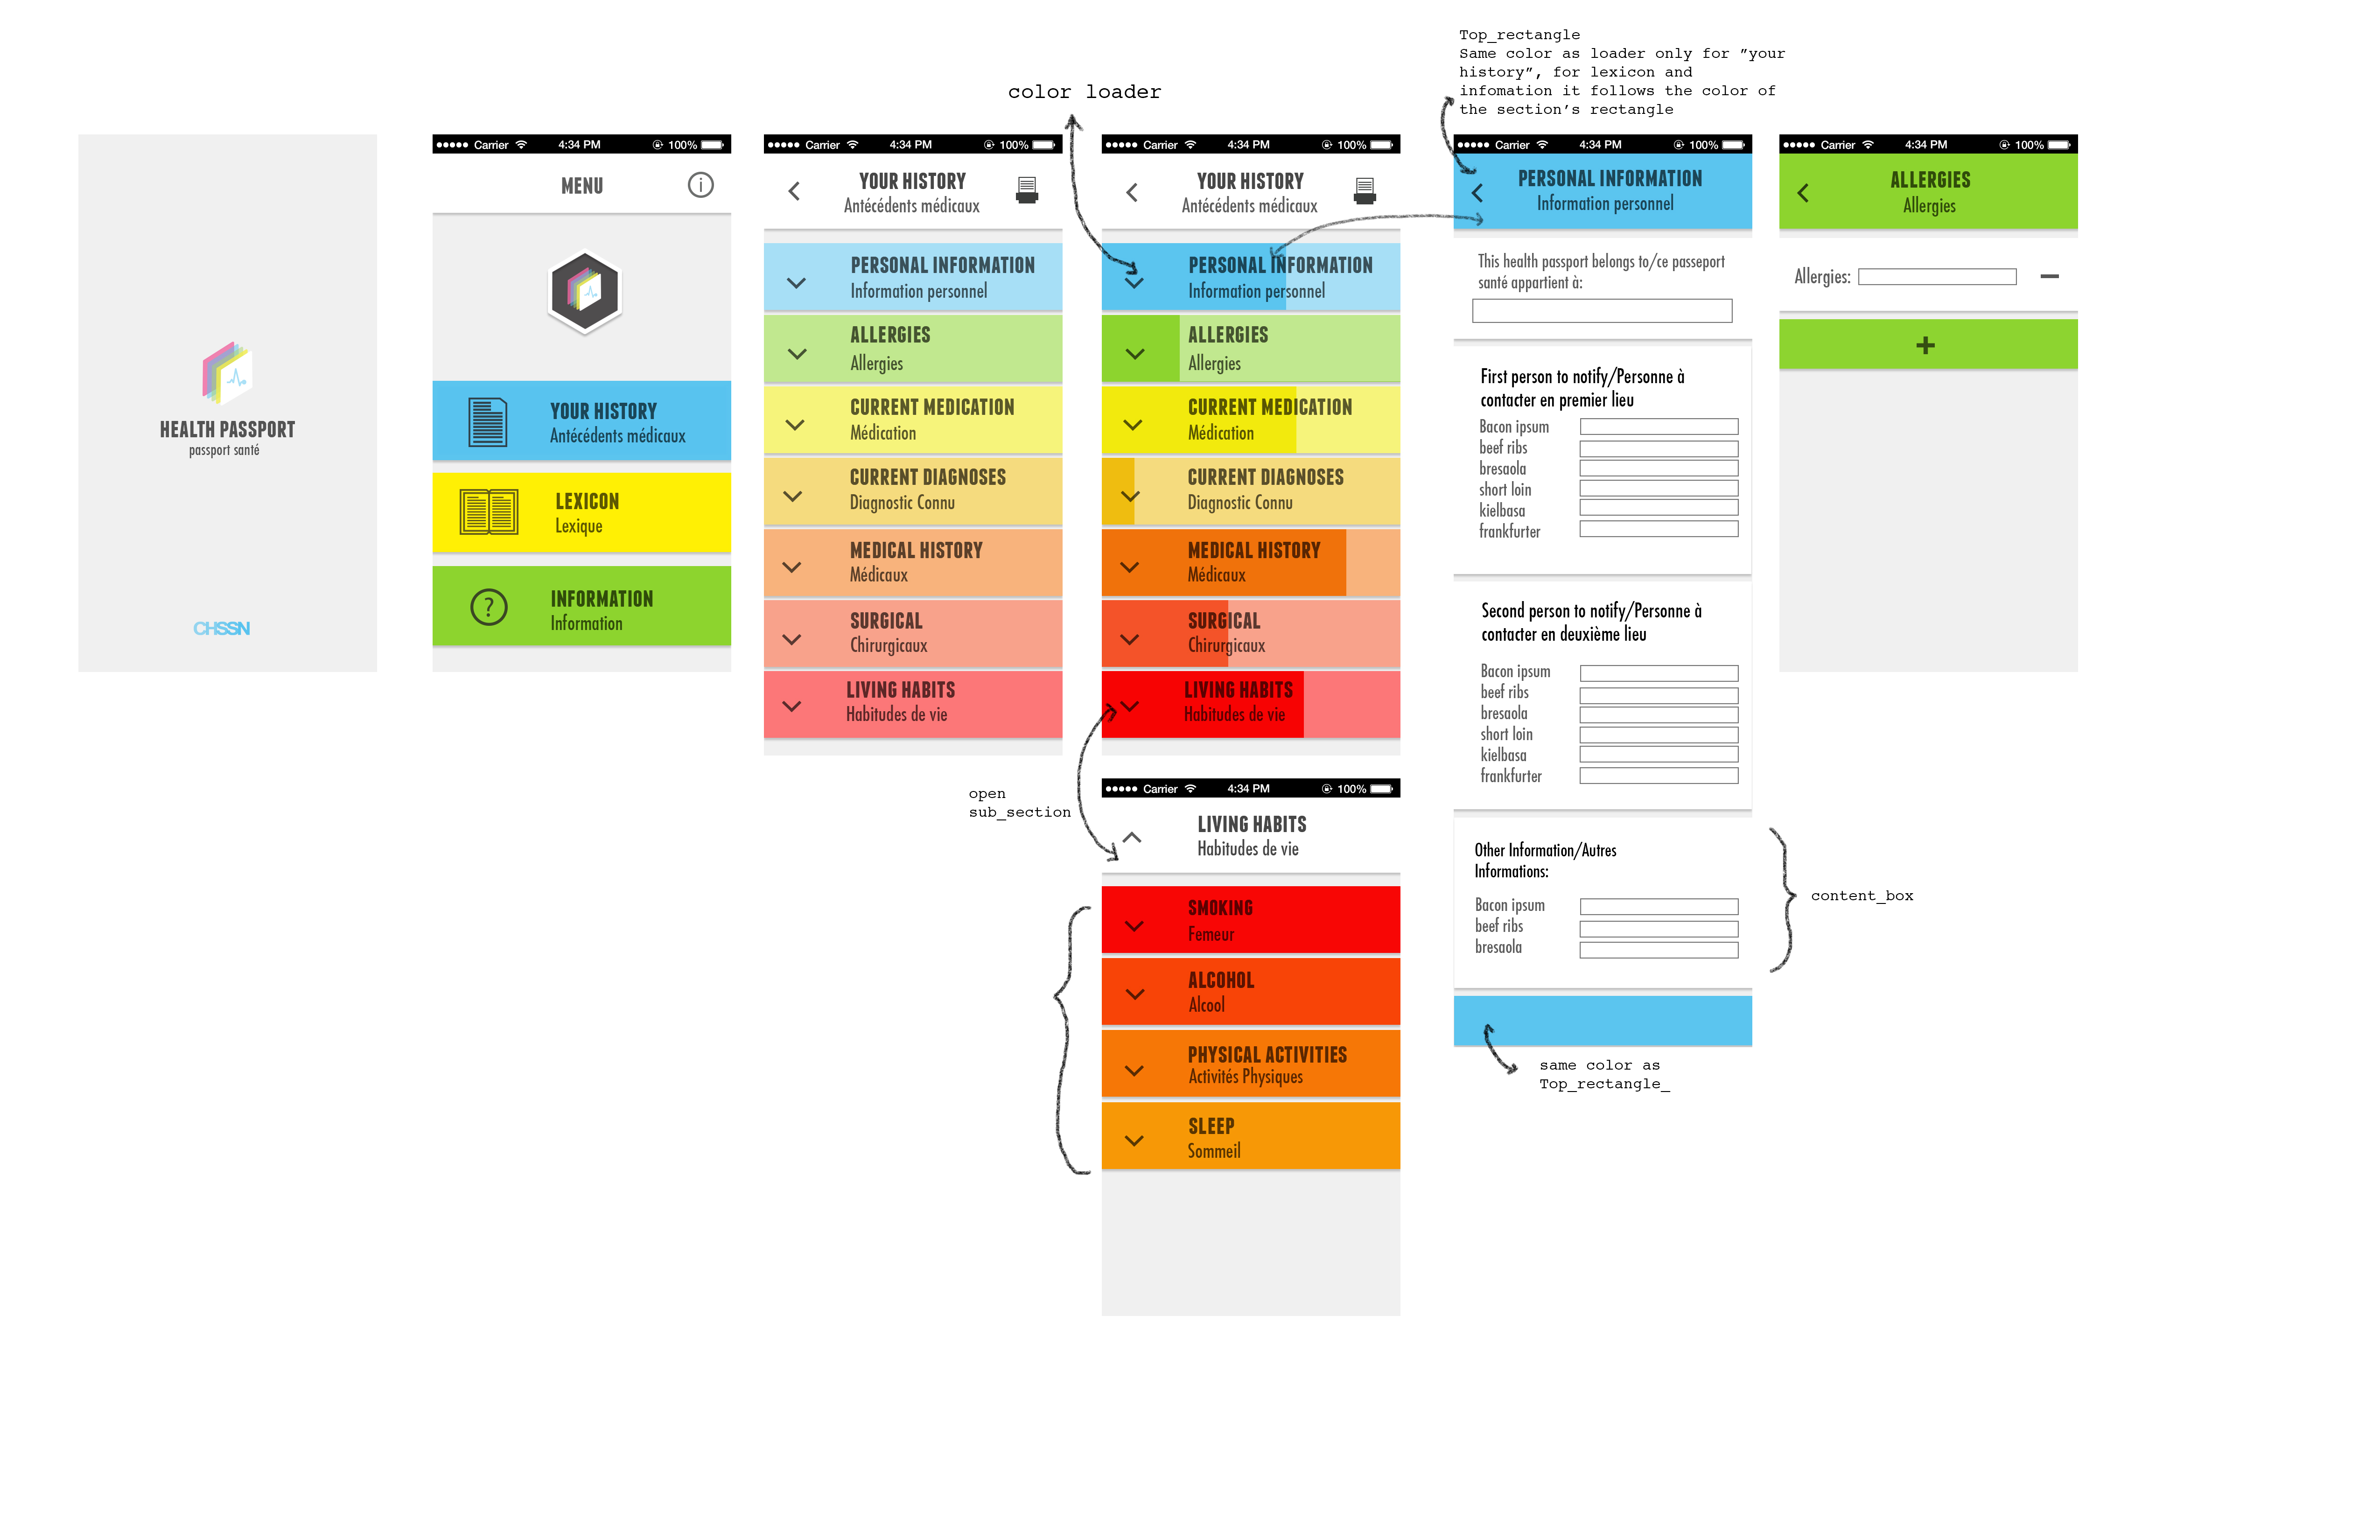 HEALTH PASSPORT
passport santé
CHSSN
Carrier 4:34 PM 100%
MENU
YOUR HISTORY
Antécédents médicaux
LEXICON
Lexique
INFORMATION
Information
Carrier 4:34 PM 100%
YOUR HISTORY
Antécédents médicaux
PERSONAL INFORMATION
Information personnel
ALLERGIES
Allergies
CURRENT MEDICATION
Médication
CURRENT DIAGNOSES
Diagnostic Connu
MEDICAL HISTORY
Médicaux
SURGICAL
Chirurgicaux
LIVING HABITS
Habitudes de vie
color loader
Carrier 4:34 PM 100%
YOUR HISTORY
Antécédents médicaux
PERSONAL INFORMATION
Information personnel
ALLERGIES
Allergies
CURRENT MEDICATION
Médication
CURRENT DIAGNOSES
Diagnostic Connu
MEDICAL HISTORY
Médicaux
SURGICAL
Chirurgicaux
LIVING HABITS
Habitudes de vie
open
sub_section
Carrier 4:34 PM 100%
LIVING HABITS
Habitudes de vie
SMOKING
Femeur
ALCOHOL
Alcool
PHYSICAL ACTIVITIES
Activités Physiques
SLEEP
Sommeil
Top_rectangle
Same color as loader only for "your
history", for lexicon and
infomation it follows the color of
the section's rectangle
Carrier 4:34 PM 100%
PERSONAL INFORMATION
Information personnel
This health passport belongs to/ce passeport
santé appartient à:
First person to notify/Personne à
contacter en premier lieu
Bacon ipsum
beef ribs
bresaola
short loin
kielbasa
frankfurter
Second person to notify/Personne à
contacter en deuxième lieu
Bacon ipsum
beef ribs
bresaola
short loin
kielbasa
frankfurter
Other Information/Autres
Informations:
Bacon ipsum
beef ribs
bresaola
content_box
same color as
Top_rectangle_
Carrier 4:34 PM 100%
ALLERGIES
Allergies
Allergies: